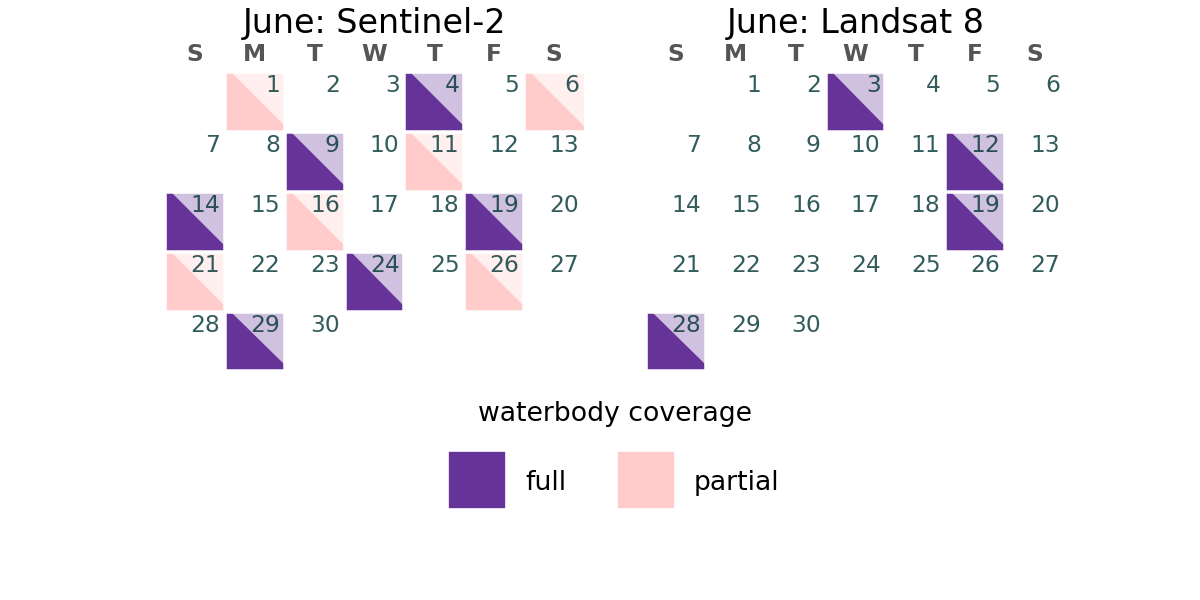 June: Sentinel-2
S M T W T F S
1 2 3 4 5 6
7 8 9 10 11 12 13
14 15 16 17 18 19 20
21 22 23 24 25 26 27
28 29 30
June: Landsat 8
S M T W T F S
1 2 3 4 5 6
7 8 9 10 11 12 13
14 15 16 17 18 19 20
21 22 23 24 25 26 27
28 29 30
waterbody coverage
full
partial